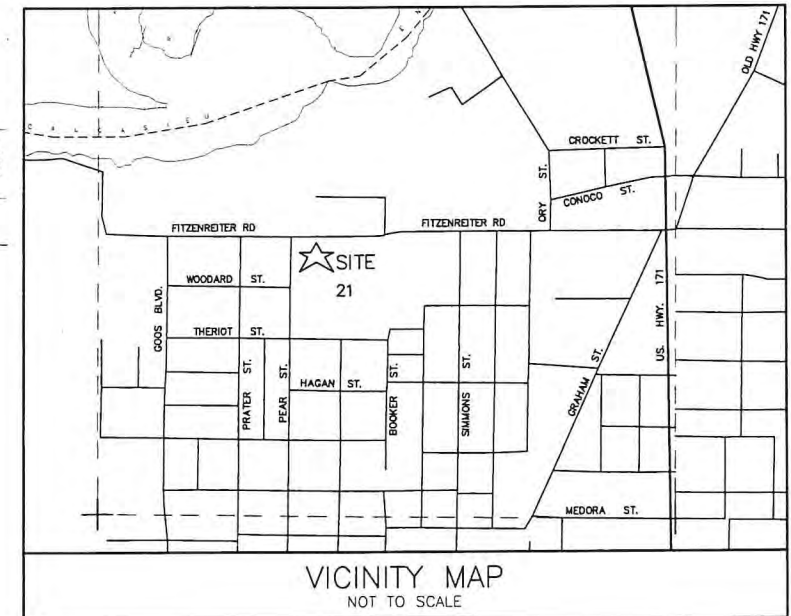 OLD HWY 171
CALCASIEU
CROCKETT ST.
ORY ST.
CONOCO ST.
FITZENREITER RD
FITZENREITER RD
SITE
21
WOODARD ST.
GOOS BLVD.
US. HWY. 171
THERIOT ST.
PRATER ST.
PEAR ST.
HAGAN ST.
BOOKER ST.
SIMMONS ST.
GRAHAM ST.
MEDORA ST.
VICINITY MAP
NOT TO SCALE